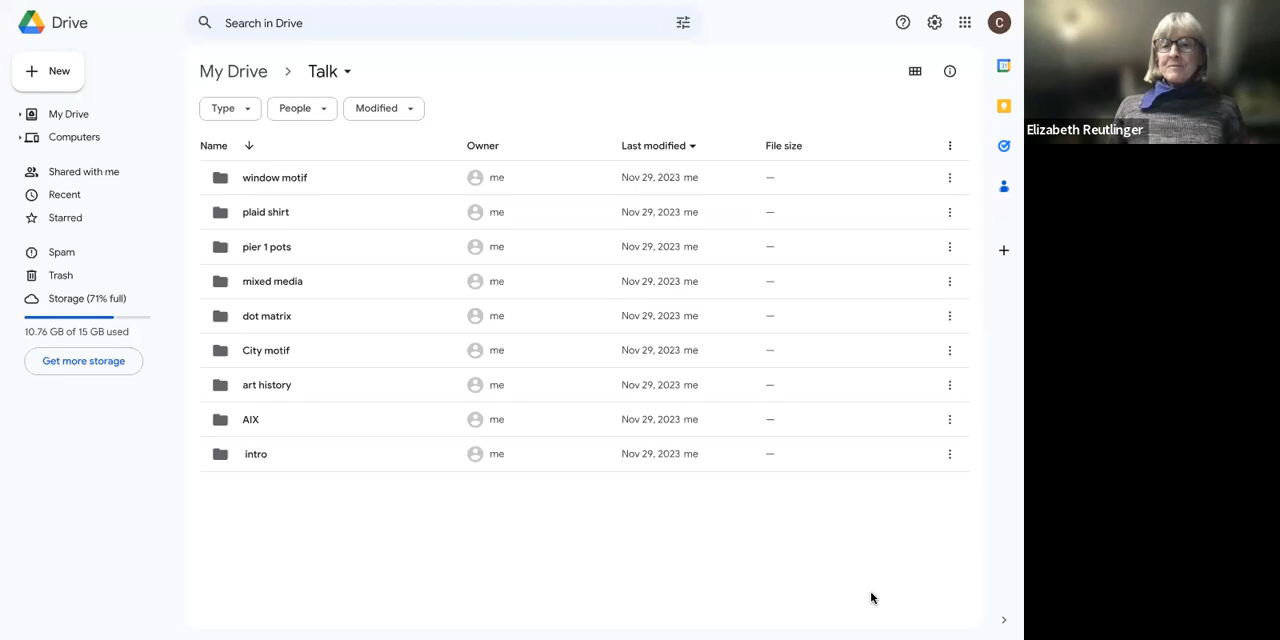 Drive
Search in Drive
C
New
My Drive
Computers
Shared with me
Recent
Starred
Spam
Trash
Storage (71% full)
10.76 GB of 15 GB used
Get more storage
My Drive > Talk
Type People Modified
Name Owner Last modified File size
window motif me Nov 29, 2023 me —
plaid shirt me Nov 29, 2023 me —
pier 1 pots me Nov 29, 2023 me —
mixed media me Nov 29, 2023 me —
dot matrix me Nov 29, 2023 me —
City motif me Nov 29, 2023 me —
art history me Nov 29, 2023 me —
AIX me Nov 29, 2023 me —
intro me Nov 29, 2023 me —
31
Elizabeth Reutlinger